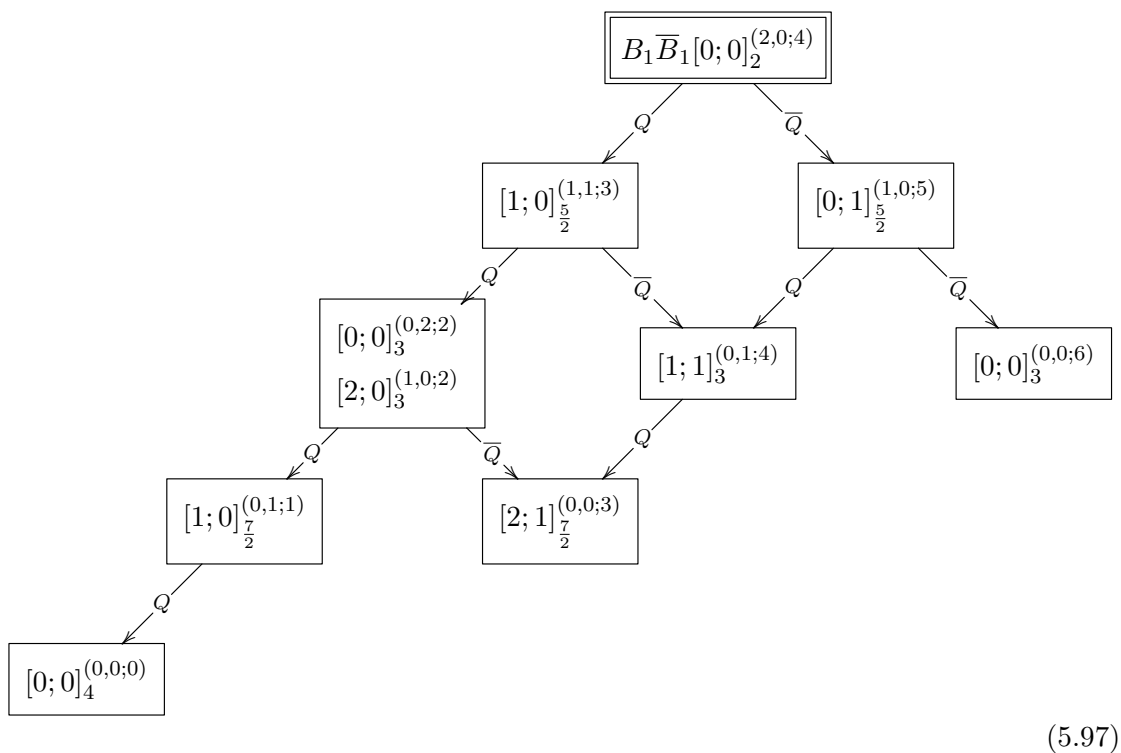 $B_1\overline{B}_1[0;0]_2^{(2,0;4)}$
$Q$ $\overline{Q}$
$[1;0]_{\frac{5}{2}}^{(1,1;3)}$ $[0;1]_{\frac{5}{2}}^{(1,0;5)}$
$Q$ $\overline{Q}$ $Q$ $\overline{Q}$
$[0;0]_3^{(0,2;2)}$
$[2;0]_3^{(1,0;2)}$
$[1;1]_3^{(0,1;4)}$ $[0;0]_3^{(0,0;6)}$
$Q$ $\overline{Q}$ $Q$
$[1;0]_{\frac{7}{2}}^{(0,1;1)}$ $[2;1]_{\frac{7}{2}}^{(0,0;3)}$
$Q$
$[0;0]_4^{(0,0;0)}$
(5.97)